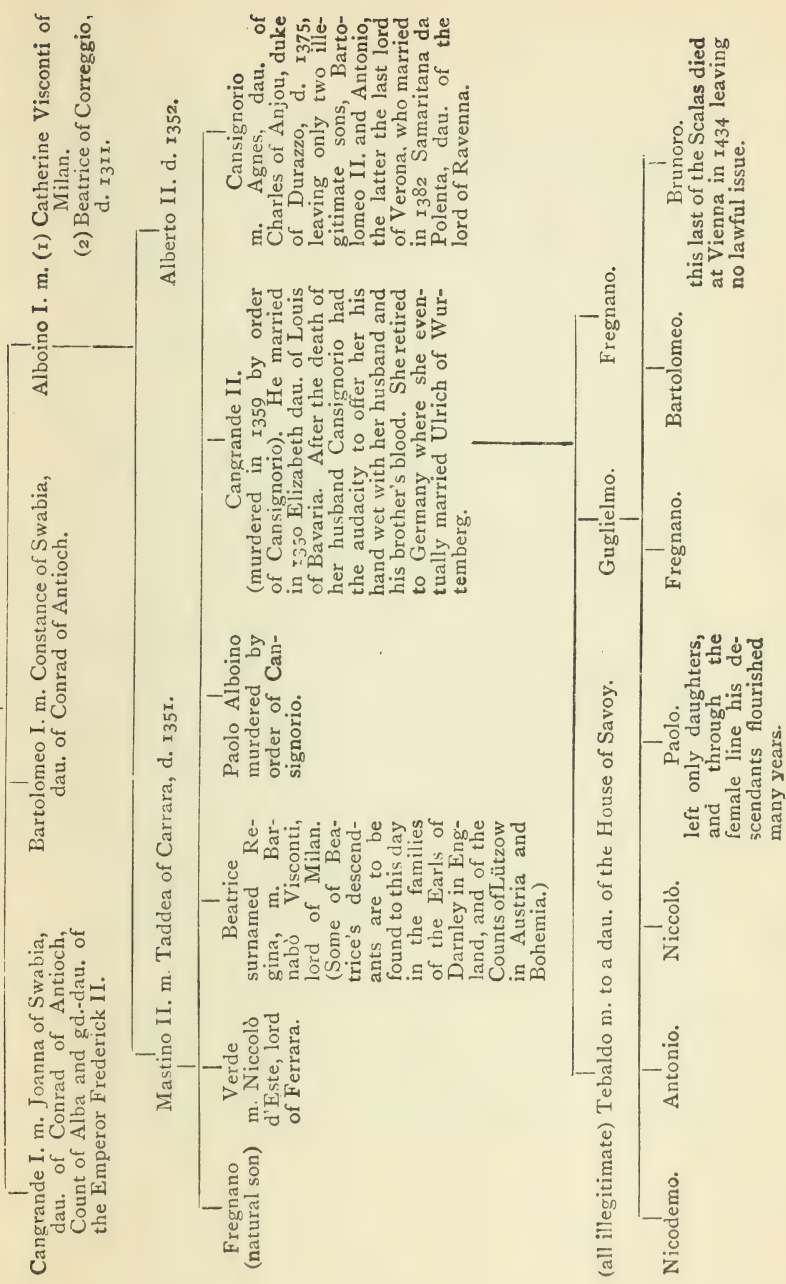 Cangrande I. m. Joanna of Swabia,
dau. of Conrad of Antioch,
Count of Alba and gd.-dau. of
the Emperor Frederick II.
Bartolomeo I. m. Constance of Swabia,
dau. of Conrad of Antioch.
Alboino I. m. (1) Catherine Visconti of
Milan.
(2) Beatrice of Correggio,
d. 1311.
Mastino II. m. Taddea of Carrara, d. 1351.
Alberto II. d. 1352.
Fregnano
(natural son)
Verde
m. Niccolò
d'Este, lord
of Ferrara.
Beatrice
surnamed Re-
gina, m. Bar-
nabò Visconti,
lord of Milan.
(Some of Bea-
trice's descend-
ants are to be
found to this day
in the families
of the Earls of
Darnley in Eng-
land, and of the
Counts of Lützow
in Austria and
Bohemia.)
Paolo Alboino
murdered by
order of Can-
signorio.
Cangrande II.
(murdered in 1359 by order
of Cansignorio). He married
in 1350 Elizabeth dau. of Louis
of Bavaria. After the death of
her husband Cansignorio had
the audacity to offer her his
hand wet with her husband and
his brother's blood. She retired
to Germany where she even-
tually married Ulrich of Wur-
temberg.
Cansignorio
m. Agnes, dau. of
Charles of Anjou, duke
of Durazzo, d. 1375,
leaving only two ille-
gitimate sons, Barto-
lomeo II. and Antonio,
the latter the last lord
of Verona, who married
in 1382 Samaritana da
Polenta, dau. of the
lord of Ravenna.
(all illegitimate) Tebaldo m. to a dau. of the House of Savoy.
Guglielmo.
Fregnano.
Nicodemo.
Antonio.
Niccolò.
Paolo.
left only daughters,
and through the
female line his de-
scendants flourished
many years.
Fregnano.
Bartolomeo.
Brunoro.
this last of the Scalas died
at Vienna in 1434 leaving
no lawful issue.